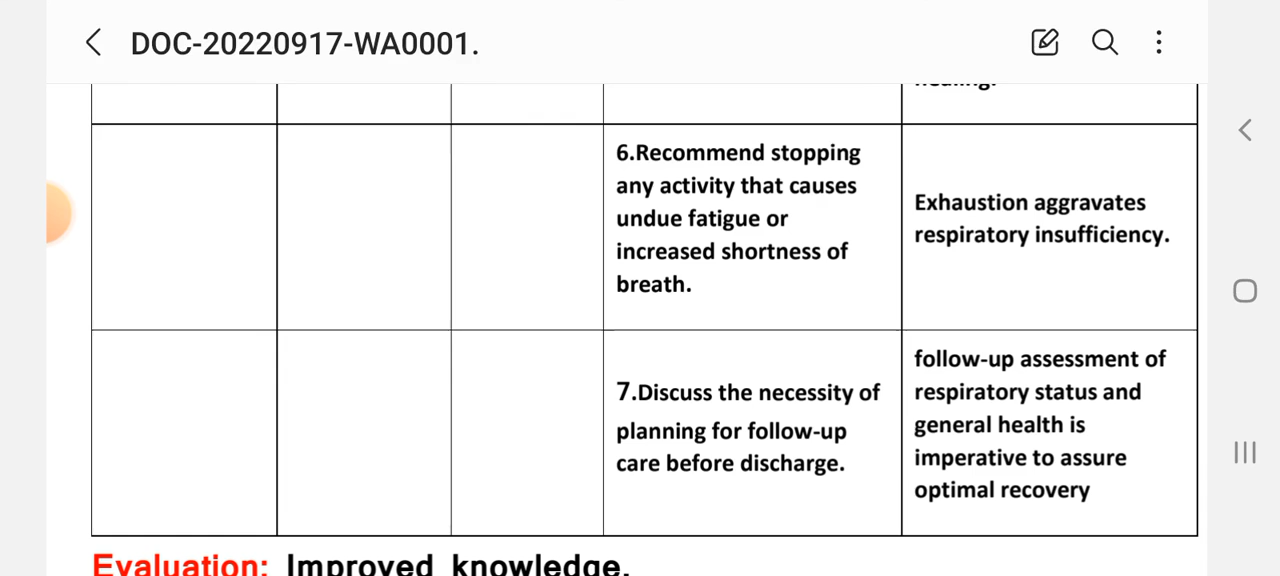 DOC-20220917-WA0001.
healing.
6.Recommend stopping
any activity that causes
undue fatigue or
increased shortness of
breath.
Exhaustion aggravates
respiratory insufficiency.
7.Discuss the necessity of
planning for follow-up
care before discharge.
follow-up assessment of
respiratory status and
general health is
imperative to assure
optimal recovery
Evaluation: Improved knowledge.